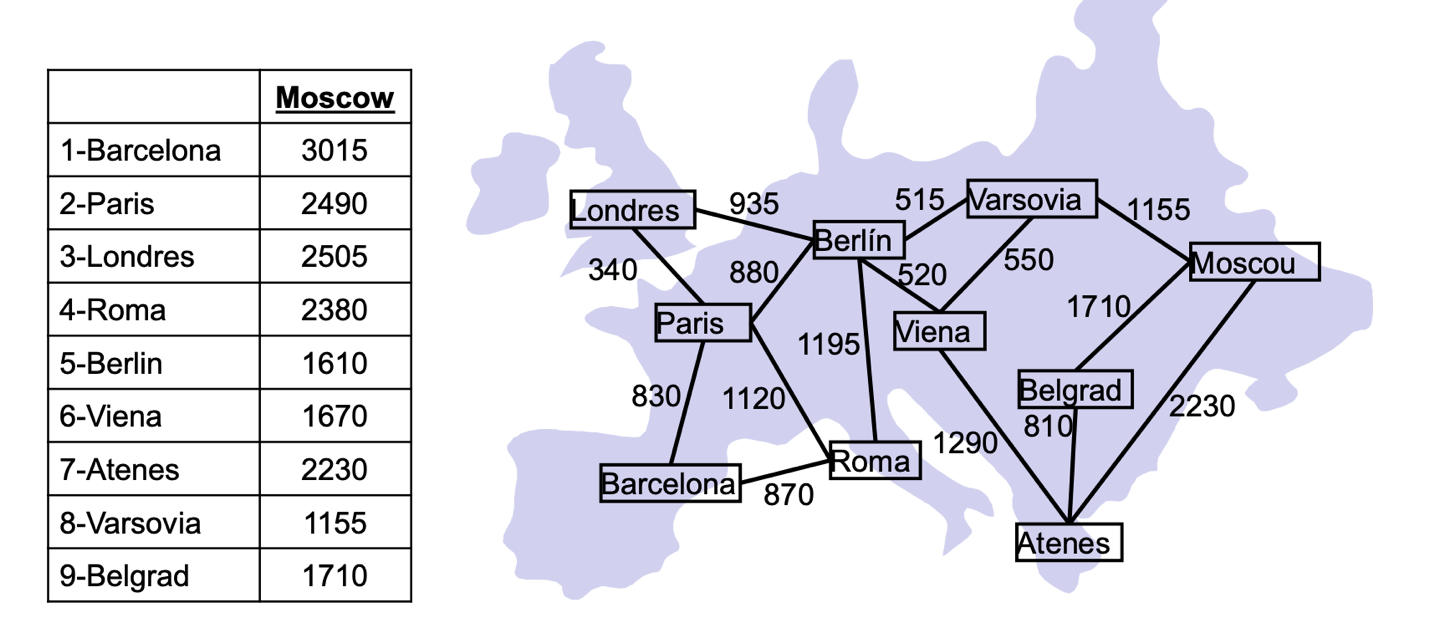 Moscow
1-Barcelona 3015
2-Paris 2490
3-Londres 2505
4-Roma 2380
5-Berlin 1610
6-Viena 1670
7-Atenes 2230
8-Varsovia 1155
9-Belgrad 1710
Londres
935
Berlín
515
Varsovia
1155
Moscou
340
880
520
550
1710
Paris
Viena
1195
830
1120
Belgrad
810
2230
1290
Barcelona
870
Roma
Atenes